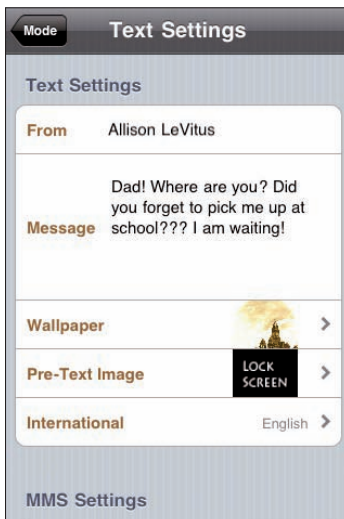 Mode
Text Settings
Text Settings
From Allison LeVitus
Message Dad! Where are you? Did
you forget to pick me up at
school??? I am waiting!
Wallpaper
Pre-Text Image LOCK
SCREEN
International English
MMS Settings